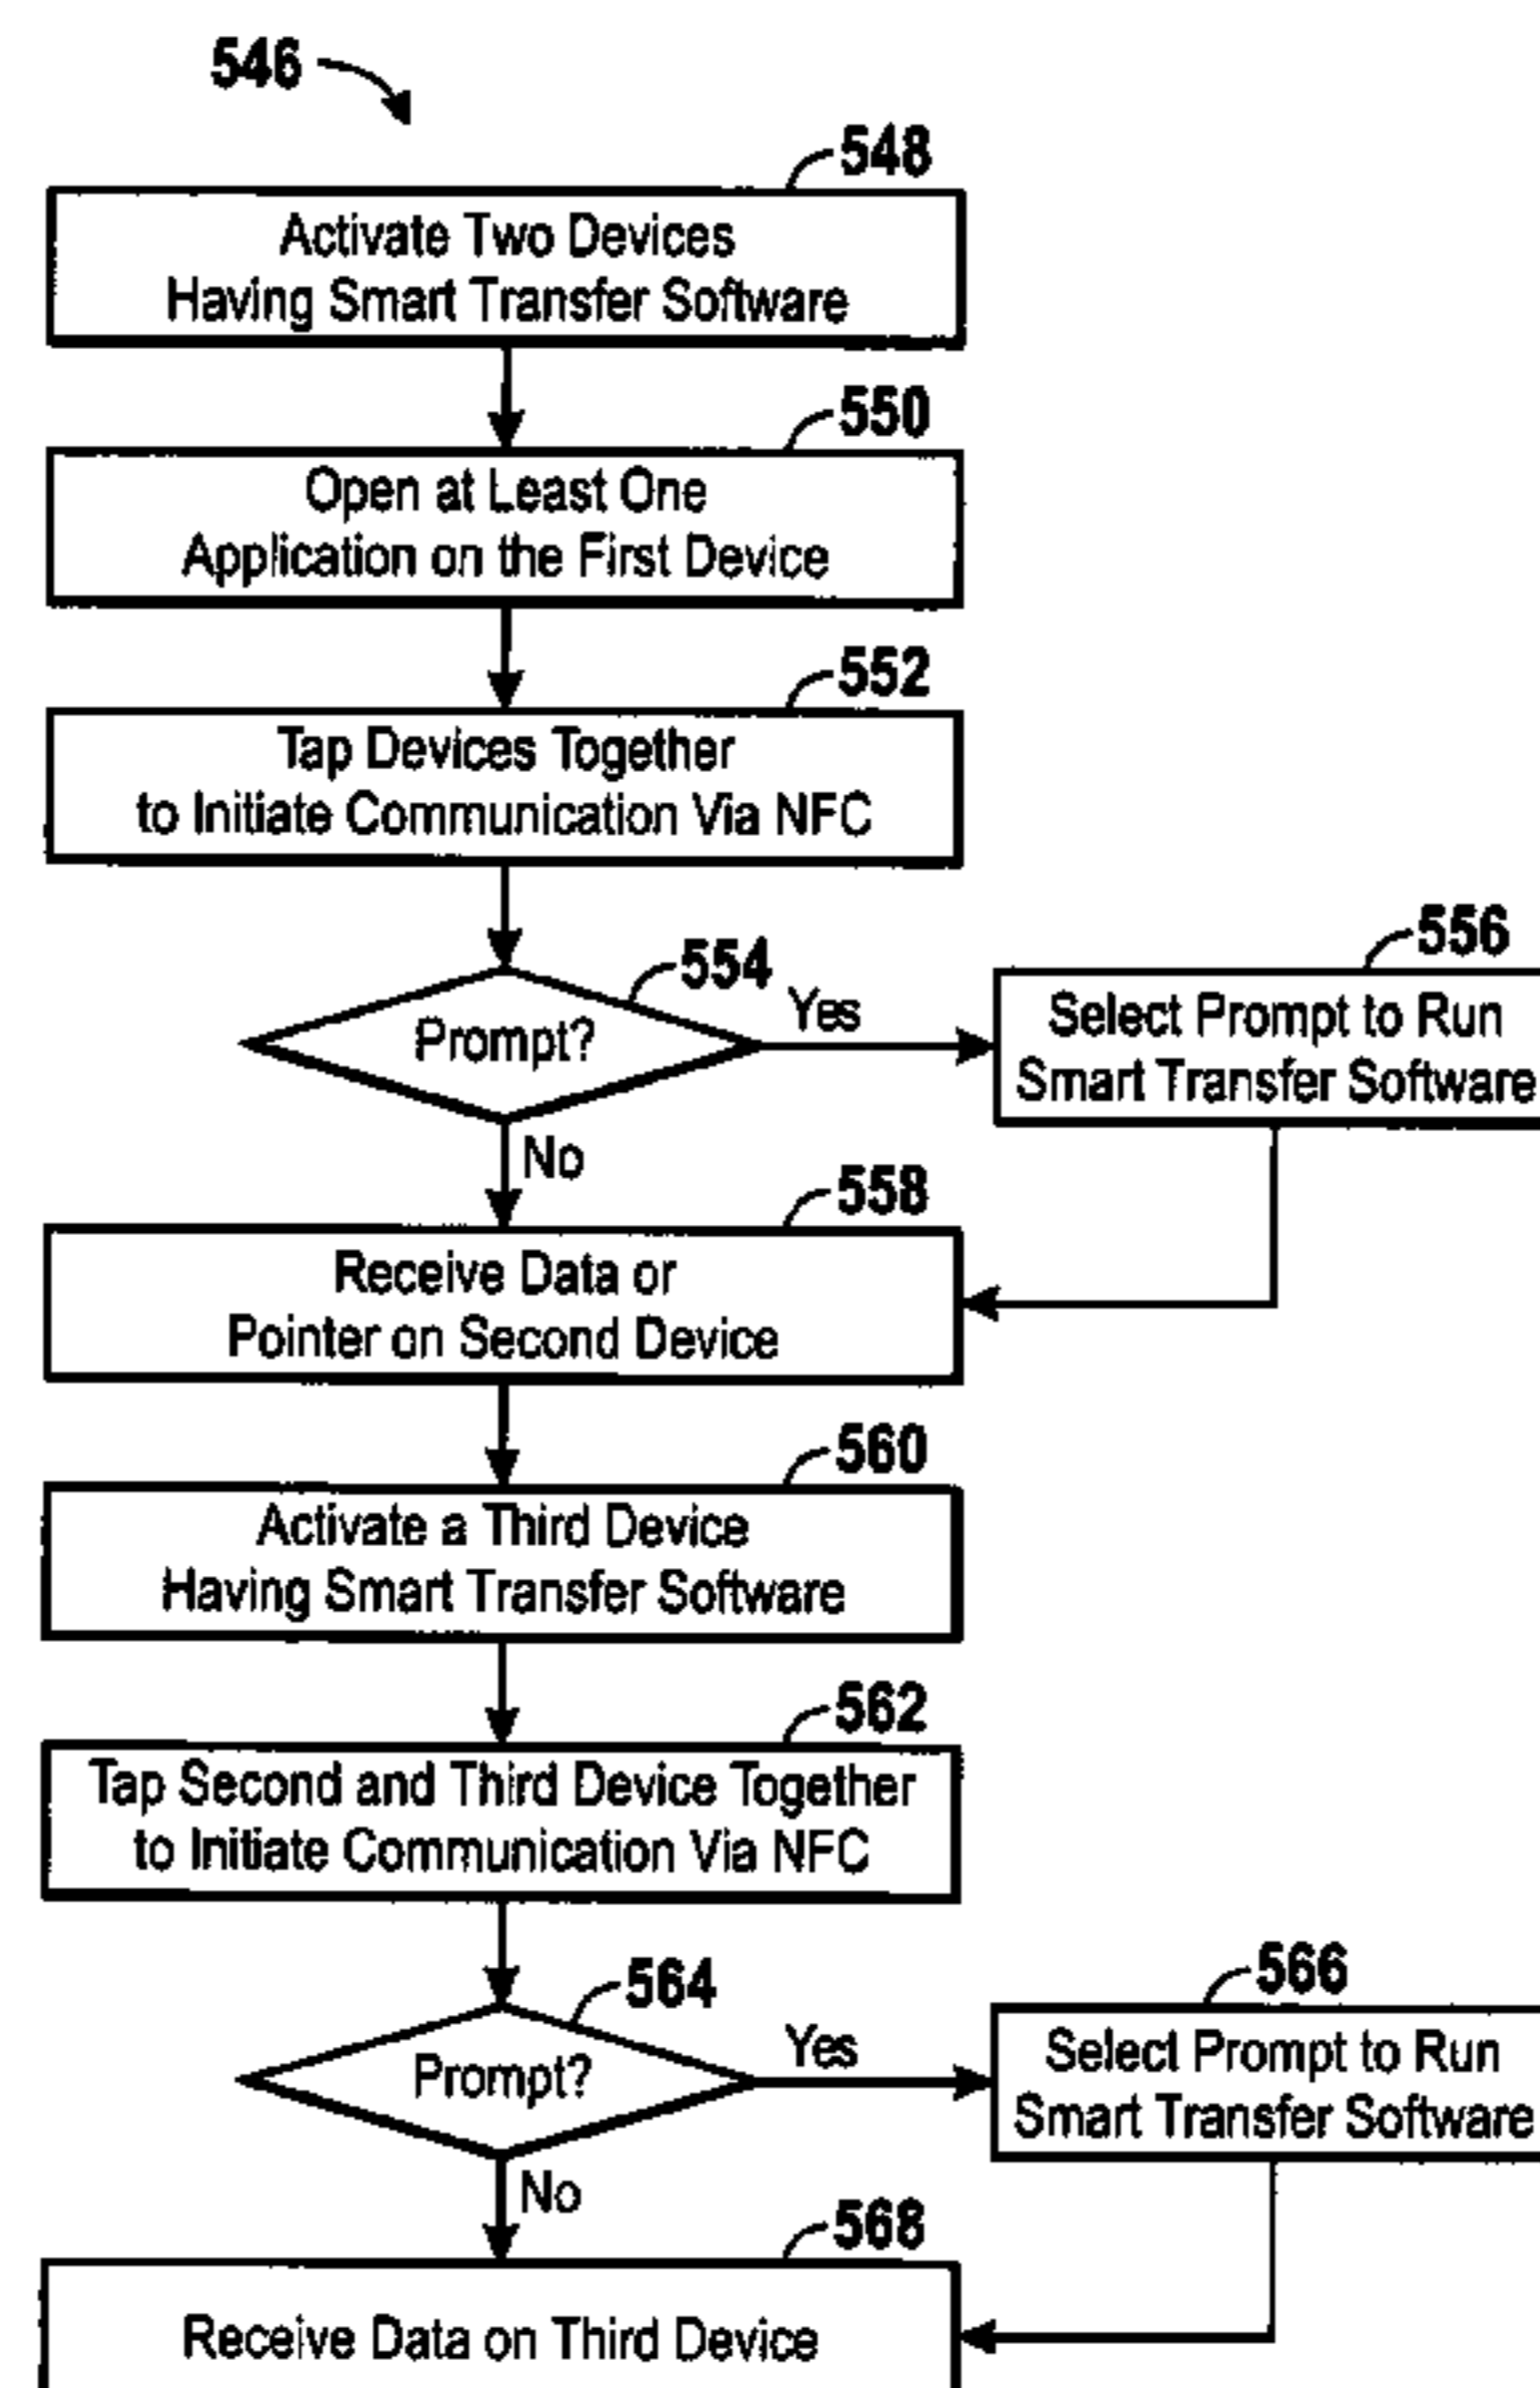 546
548
Activate Two Devices
Having Smart Transfer Software
550
Open at Least One
Application on the First Device
552
Tap Devices Together
to Initiate Communication Via NFC
554
Prompt?
Yes
556
Select Prompt to Run
Smart Transfer Software
No
558
Receive Data or
Pointer on Second Device
560
Activate a Third Device
Having Smart Transfer Software
562
Tap Second and Third Device Together
to Initiate Communication Via NFC
564
Prompt?
Yes
566
Select Prompt to Run
Smart Transfer Software
No
568
Receive Data on Third Device